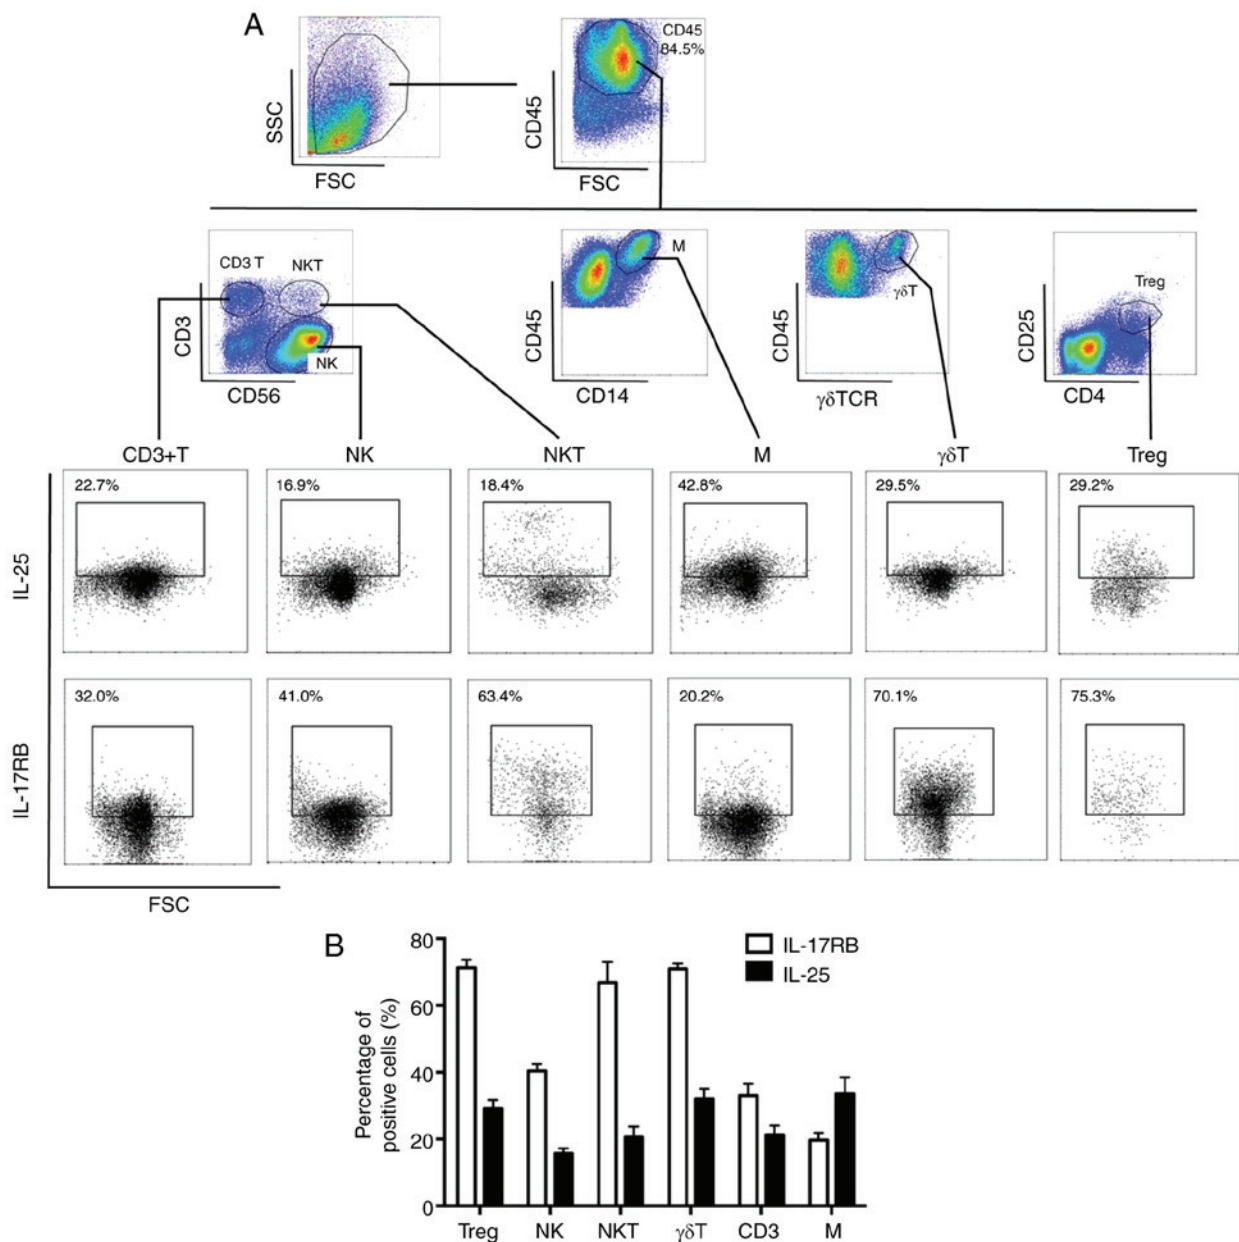 A
SSC
FSC
CD45
84.5%
CD45
FSC
CD3 T
NKT
NK
CD3
CD56
M
CD45
CD14
γδT
CD45
γδTCR
Treg
CD25
CD4
CD3+T
NK
NKT
M
γδT
Treg
IL-25
22.7%
16.9%
18.4%
42.8%
29.5%
29.2%
IL-17RB
32.0%
41.0%
63.4%
20.2%
70.1%
75.3%
FSC
B
IL-17RB
IL-25
Percentage of
positive cells (%)
80
60
40
20
0
Treg
NK
NKT
γδT
CD3
M